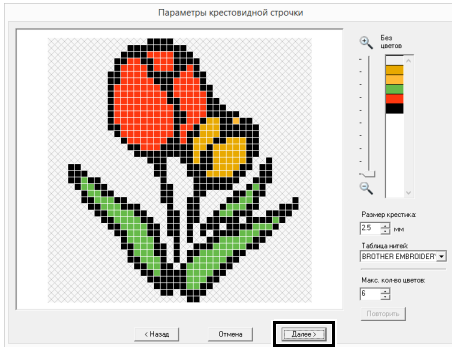 Параметры крестовидной строчки
Без
цветов
Размер крестика:
2.5 мм
Таблица нитей:
BROTHER EMBROIDERY
Макс. кол-во цветов:
6
Повторить
< Назад
Отмена
Далее >